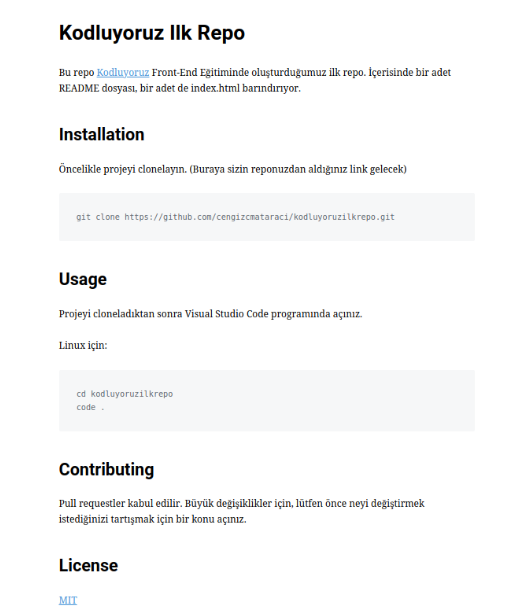 Kodluyoruz Ilk Repo
Bu repo Kodluyoruz Front-End Eğitiminde oluşturduğumuz ilk repo. İçerisinde bir adet
README dosyası, bir adet de index.html barındırıyor.
Installation
Öncelikle projeyi clonelayın. (Buraya sizin reponuzdan aldığınız link gelecek)
git clone https://github.com/cengizcmataraci/kodluyoruzilkrepo.git
Usage
Projeyi cloneladıktan sonra Visual Studio Code programında açınız.
Linux için:
cd kodluyoruzilkrepo
code .
Contributing
Pull requestler kabul edilir. Büyük değişiklikler için, lütfen önce neyi değiştirmek
istediğinizi tartışmak için bir konu açınız.
License
MIT